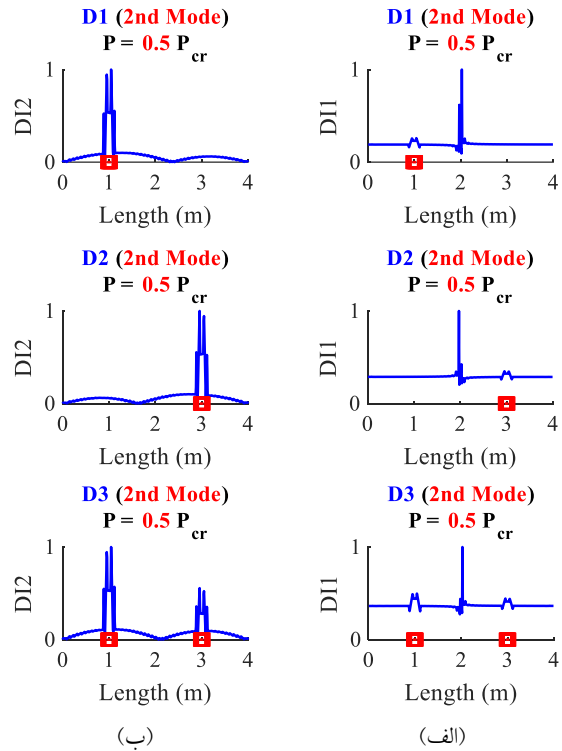 D1 (2nd Mode)
P = 0.5 Pcr
DI2
1
0
0 1 2 3 4
Length (m)
D1 (2nd Mode)
P = 0.5 Pcr
DI1
1
0
0 1 2 3 4
Length (m)
D2 (2nd Mode)
P = 0.5 Pcr
DI2
1
0
0 1 2 3 4
Length (m)
D2 (2nd Mode)
P = 0.5 Pcr
DI1
1
0
0 1 2 3 4
Length (m)
D3 (2nd Mode)
P = 0.5 Pcr
DI2
1
0
0 1 2 3 4
Length (m)
D3 (2nd Mode)
P = 0.5 Pcr
DI1
1
0
0 1 2 3 4
Length (m)
(ب)
(الف)